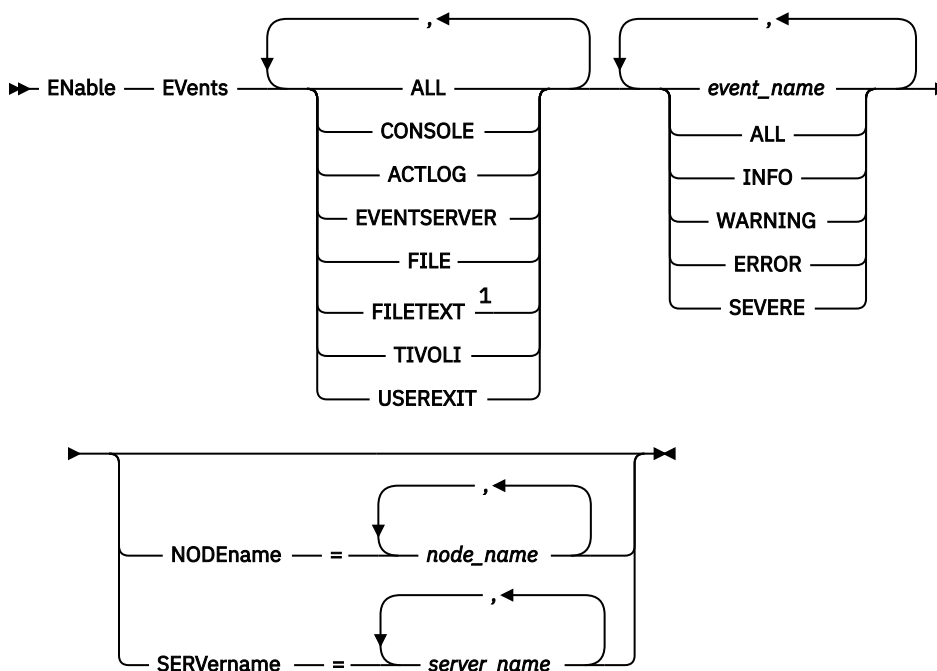 , ,
ENable EVents ALL event_name
CONSOLE ALL
ACTLOG INFO
EVENTSERVER WARNING
FILE ERROR
FILETEXT 1 SEVERE
TIVOLI
USEREXIT
,
NODEname = node_name
,
SERVername = server_name